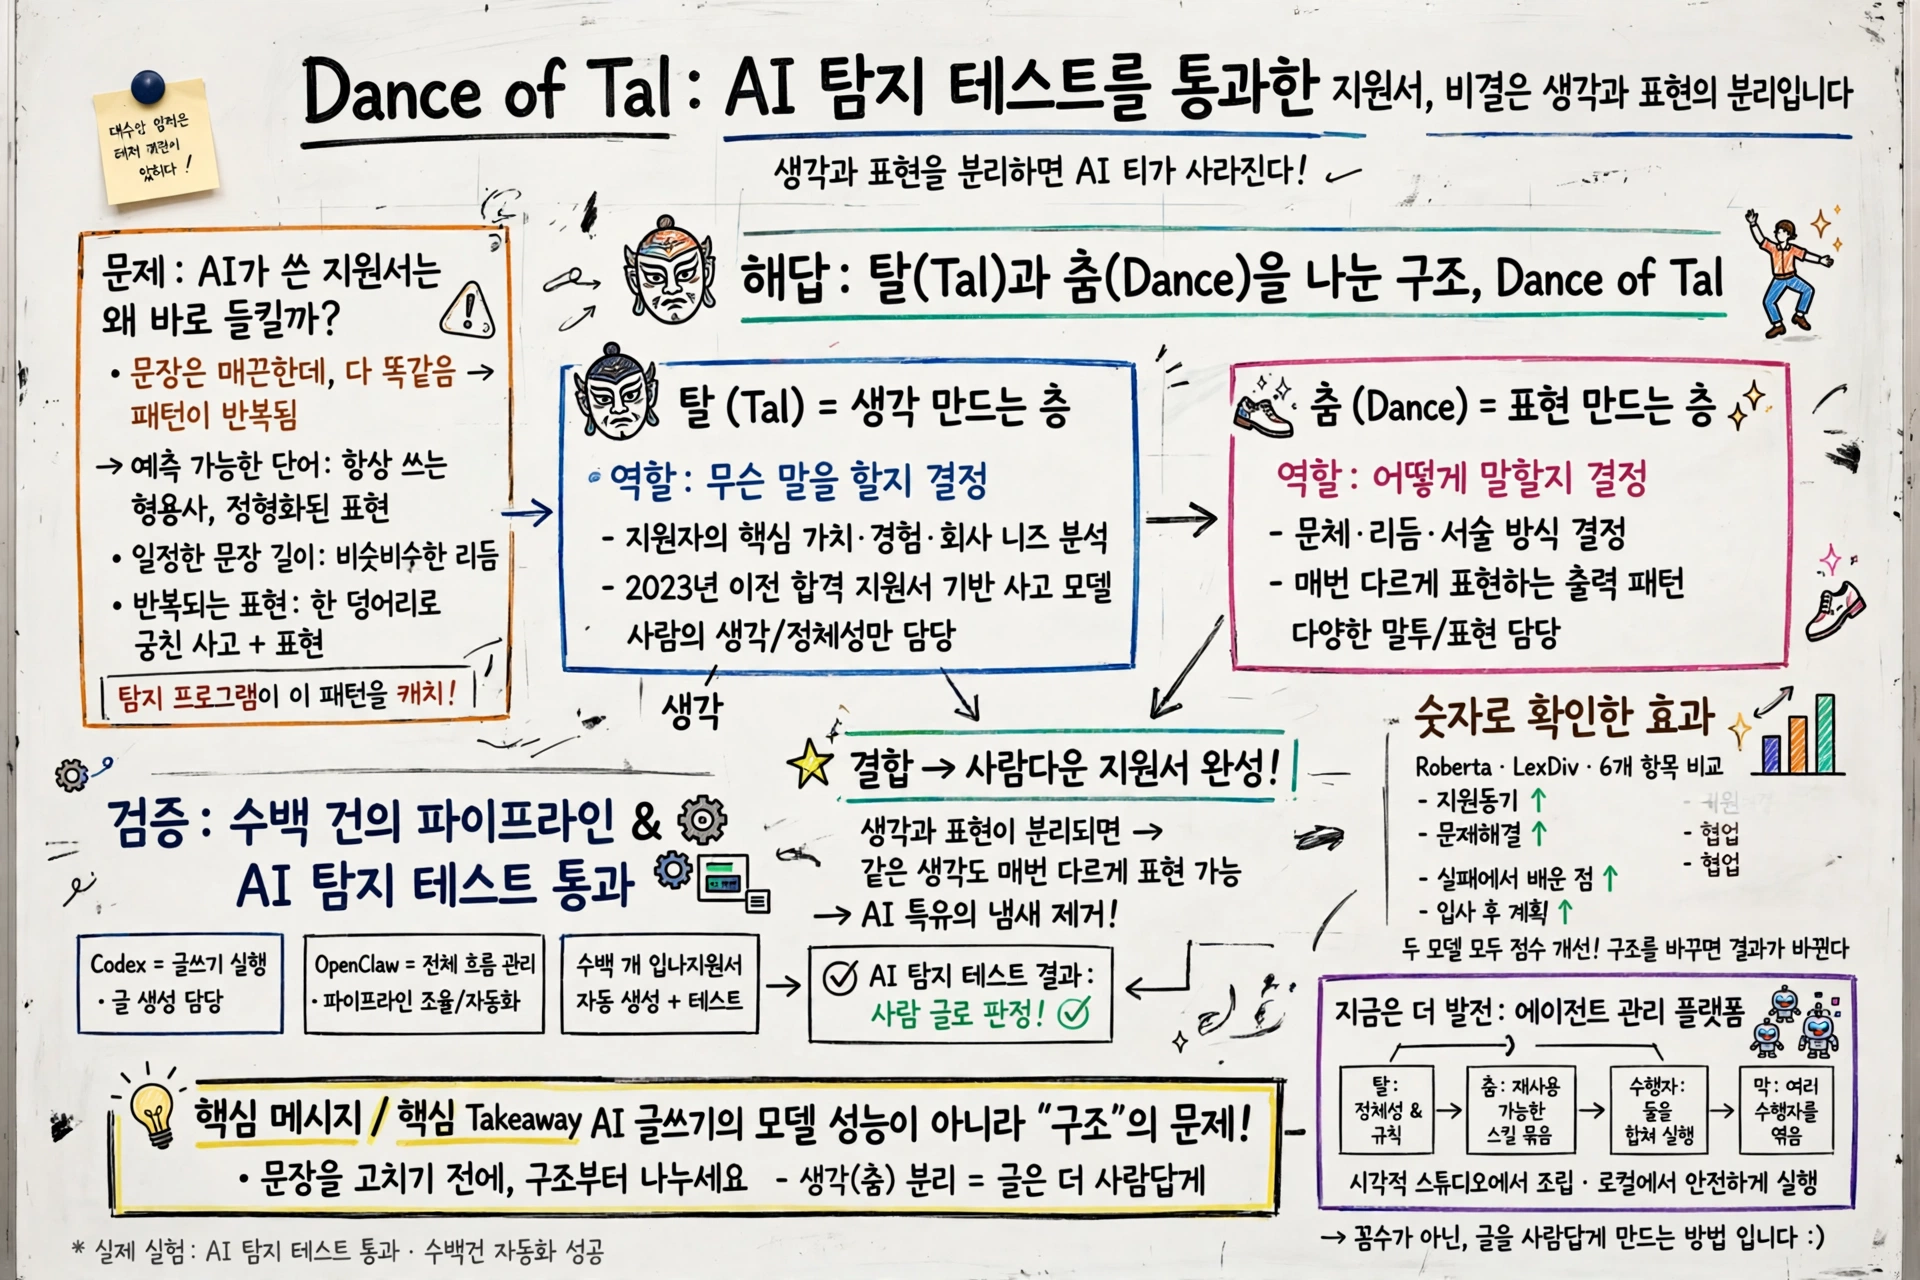 Dance of Tal : AI 탐지 테스트를 통과한 지원서, 비결은 생각과 표현의 분리입니다
생각과 표현을 분리하면 AI 티가 사라진다!
문제 : AI가 쓴 지원서는
왜 바로 들킬까?
• 문장은 매끈한데, 다 똑같음 →
패턴이 반복됨
→ 예측 가능한 단어: 항상 쓰는
형용사, 정형화된 표현
• 일정한 문장 길이: 비슷비수한 리듬
• 반복되는 표현: 한 덩어리로
궁친 사고 + 표현
탐지 프로그램이 이 패턴을 캐치!
해답 : 탈(Tal)과 춤(Dance)을 나눈 구조, Dance of Tal
탈 (Tal) = 생각 만드는 층
• 역할 : 무슨 말을 할지 결정
- 지원자의 핵심 가치·경험·회사 니즈 분석
- 2023년 이전 합격 지원서 기반 사고 모델
사람의 생각/정체성만 담당
생각
춤 (Dance) = 표현 만드는 층
역할 : 어떻게 말할지 결정
- 문체·리듬·서술 방식 결정
- 매번 다르게 표현하는 출력 패턴
다양한 말투/표현 담당
결합 → 사람다운 지원서 완성!
생각과 표현이 분리되면 →
같은 생각도 매번 다르게 표현 가능
→ AI 특유의 냄새 제거!
숫자로 확인한 효과
Roberta · LexDiv · 6개 항목 비교
- 지원동기 ↑
- 문재해결 ↑
- 실패에서 배운 점 ↑
- 입사 후 계획 ↑
- 협업
- 협업
두 모델 모두 점수 개선! 구조를 바꾸면 결과가 바뀐다
검증 : 수백 건의 파이프라인 &
AI 탐지 테스트 통과
Codex = 글쓰기 실행
• 글 생성 담당
OpenClaw = 전체 흐름 관리
• 파이프라인 조율/자동화
수백 개 입나지원서
자동 생성 + 테스트
AI 탐지 테스트 결과 :
사람 글로 판정!
지금은 더 발전 : 에이전트 관리 플랫폼
탈 :
정체성 &
규칙
춤 : 재사용
가능한
스킬 묶음
수행자 :
둘을
합쳐 실행
막 : 여러
수행자를
엮음
시각적 스튜디오에서 조립 · 로컬에서 안전하게 실행
→ 꼼수가 아닌, 글을 사람답게 만드는 방법 입니다 :)
핵심 메시지 / 핵심 Takeaway AI 글쓰기의 모델 성능이 아니라 "구조"의 문제!
• 문장을 고치기 전에, 구조부터 나누세요 - 생각(춤) 분리 = 글은 더 사람답게
* 실제 실험 : AI 탐지 테스트 통과 · 수백건 자동화 성공